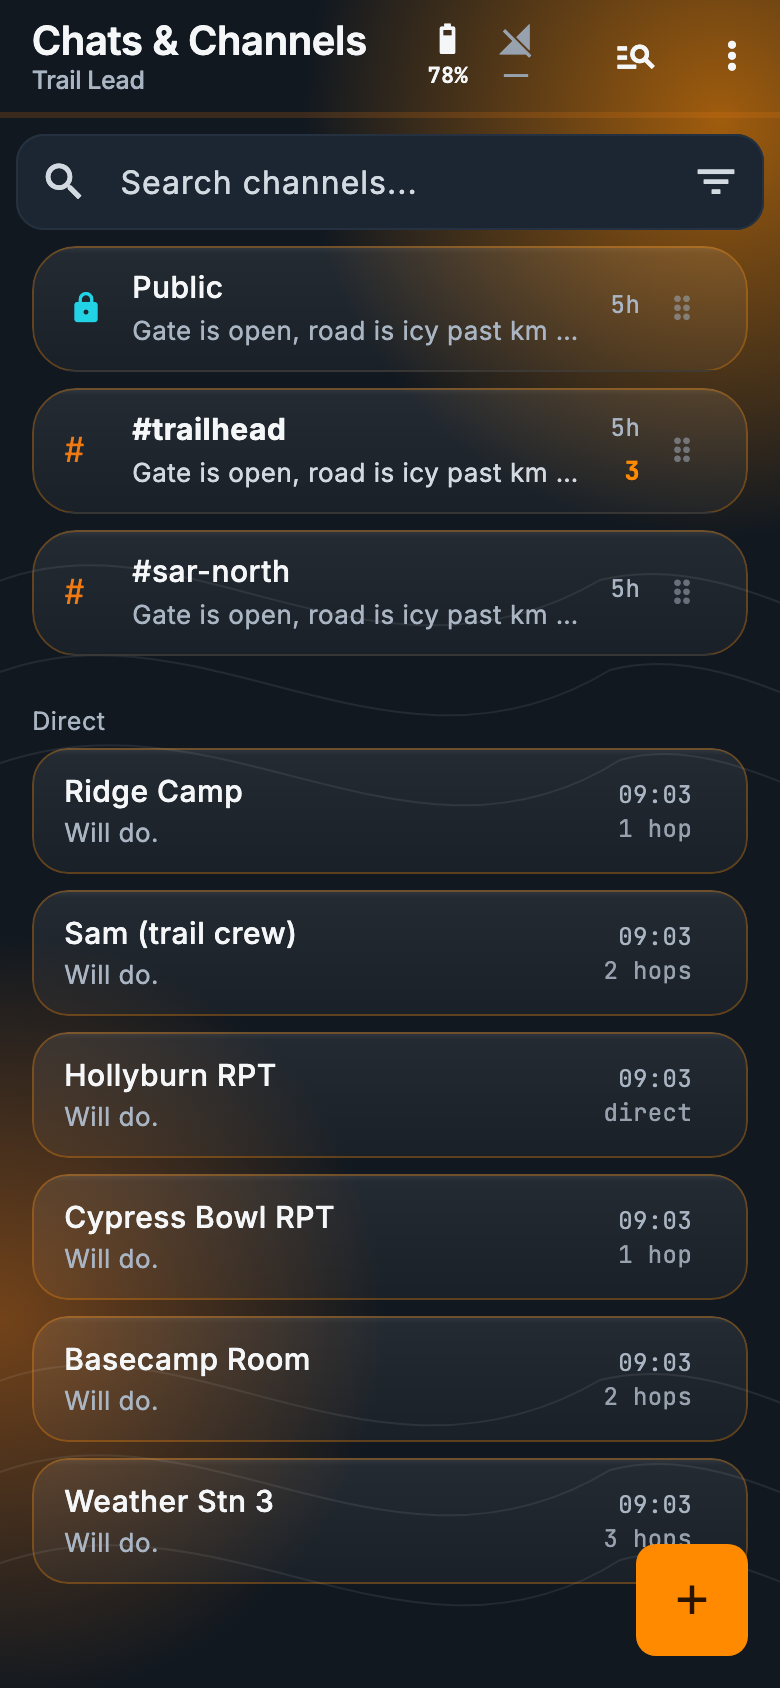 Chats & Channels
Trail Lead
78%
—
Search channels...
Public
Gate is open, road is icy past km ...
5h
#
#trailhead
Gate is open, road is icy past km ...
5h
3
#
#sar-north
Gate is open, road is icy past km ...
5h
Direct
Ridge Camp
Will do.
09:03
1 hop
Sam (trail crew)
Will do.
09:03
2 hops
Hollyburn RPT
Will do.
09:03
direct
Cypress Bowl RPT
Will do.
09:03
1 hop
Basecamp Room
Will do.
09:03
2 hops
Weather Stn 3
Will do.
09:03
3 hops
+